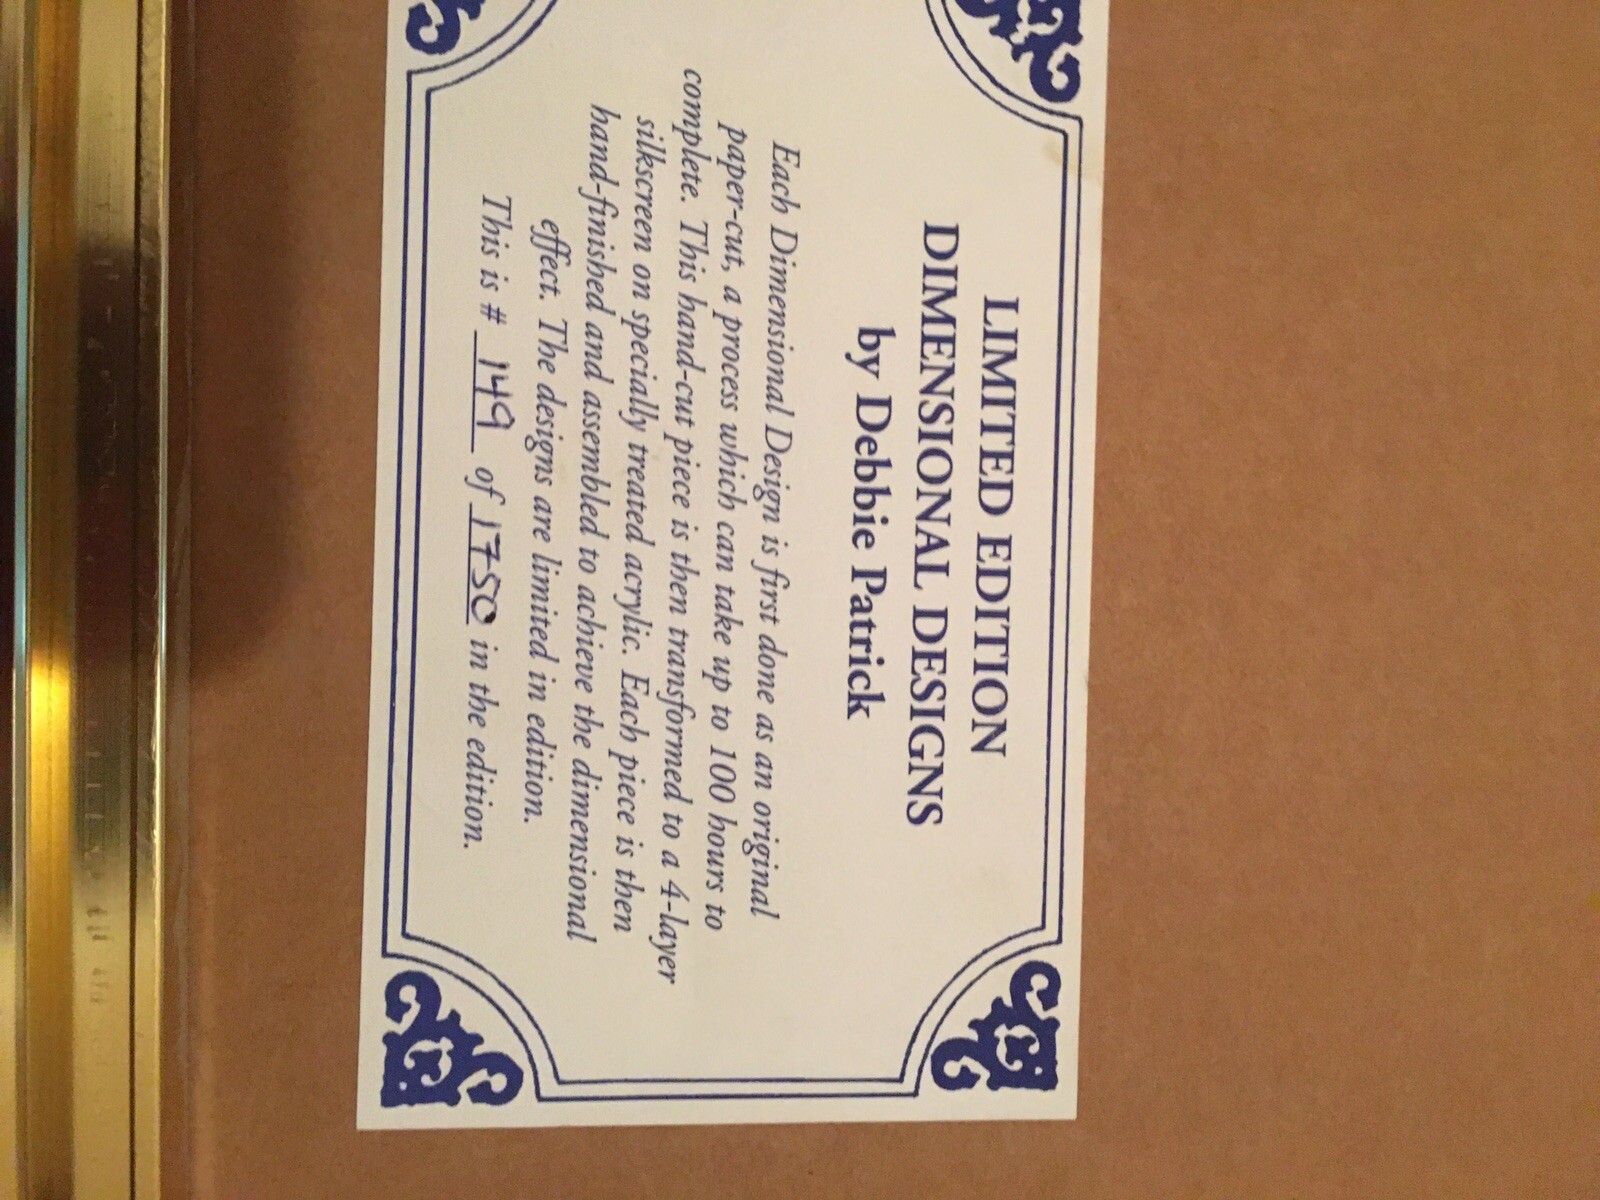 LIMITED EDITION
DIMENSIONAL DESIGNS
by Debbie Patrick
Each Dimensional Design is first done as an original
paper-cut, a process which can take up to 100 hours to
complete. This hand-cut piece is then transformed to a 4-layer
silkscreen on specially treated acrylic. Each piece is then
hand-finished and assembled to achieve the dimensional
effect. The designs are limited in edition.
This is # 149 of 1750 in the edition.